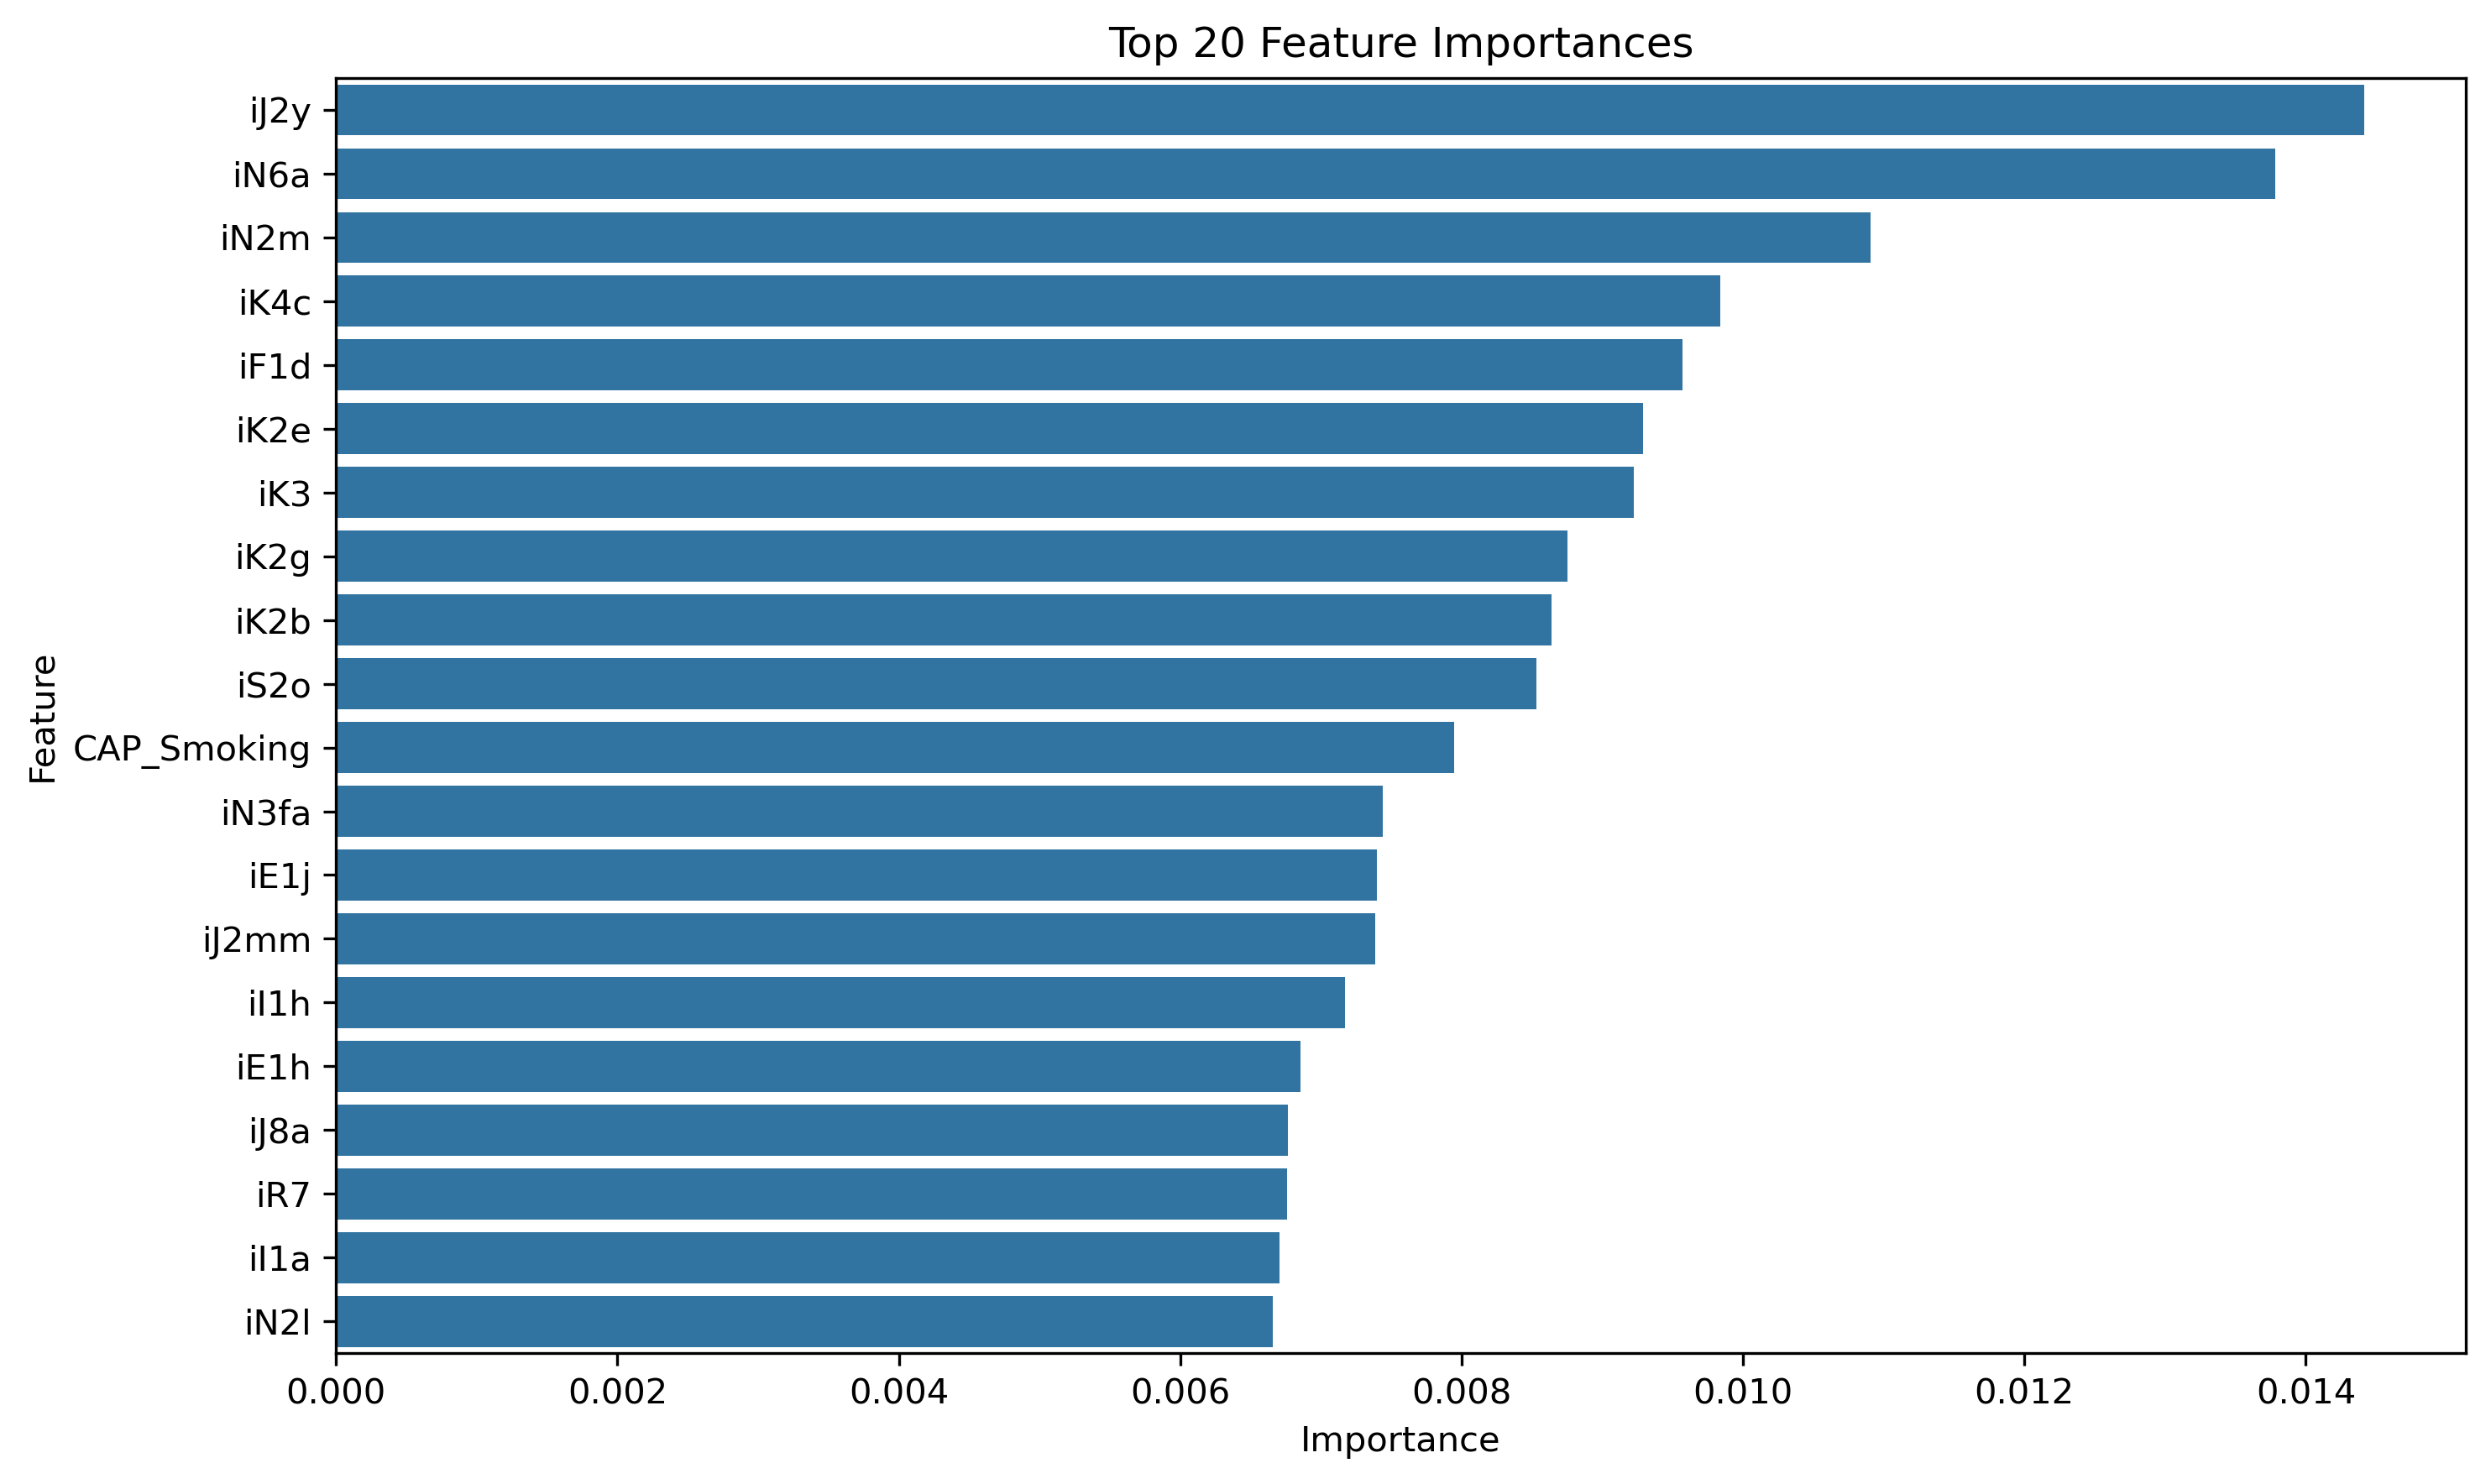 Top 20 Feature Importances
iJ2y
iN6a
iN2m
iK4c
iF1d
iK2e
iK3
iK2g
iK2b
iS2o
CAP_Smoking
iN3fa
iE1j
iJ2mm
iI1h
iE1h
iJ8a
iR7
iI1a
iN2l
Feature
0.000 0.002 0.004 0.006 0.008 0.010 0.012 0.014
Importance